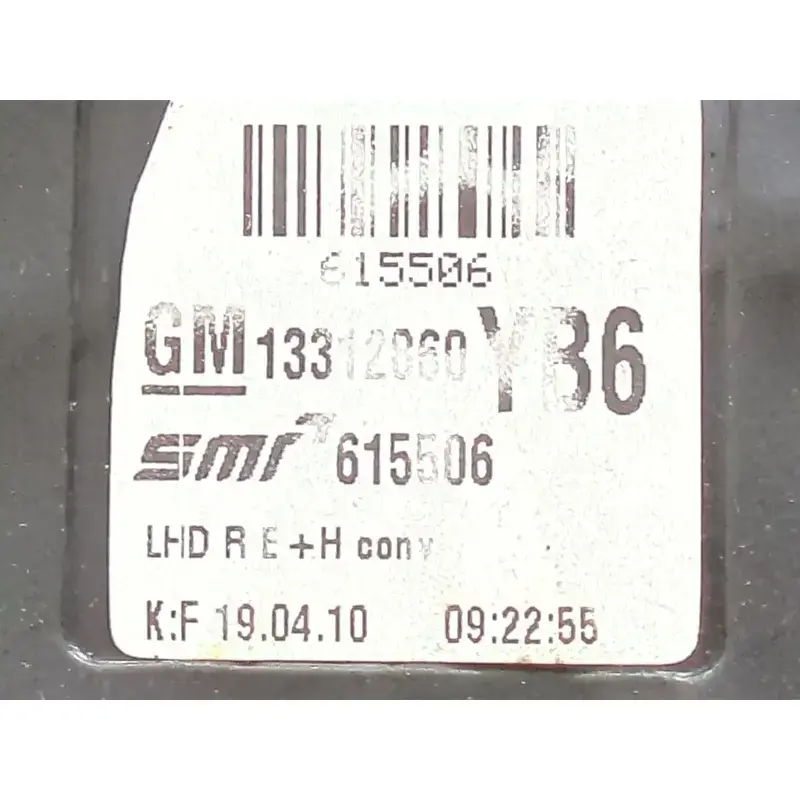 615506
GM 13312860 YB6
smr 615506
LHD R E+H conv
K:F 19.04.10 09:22:55